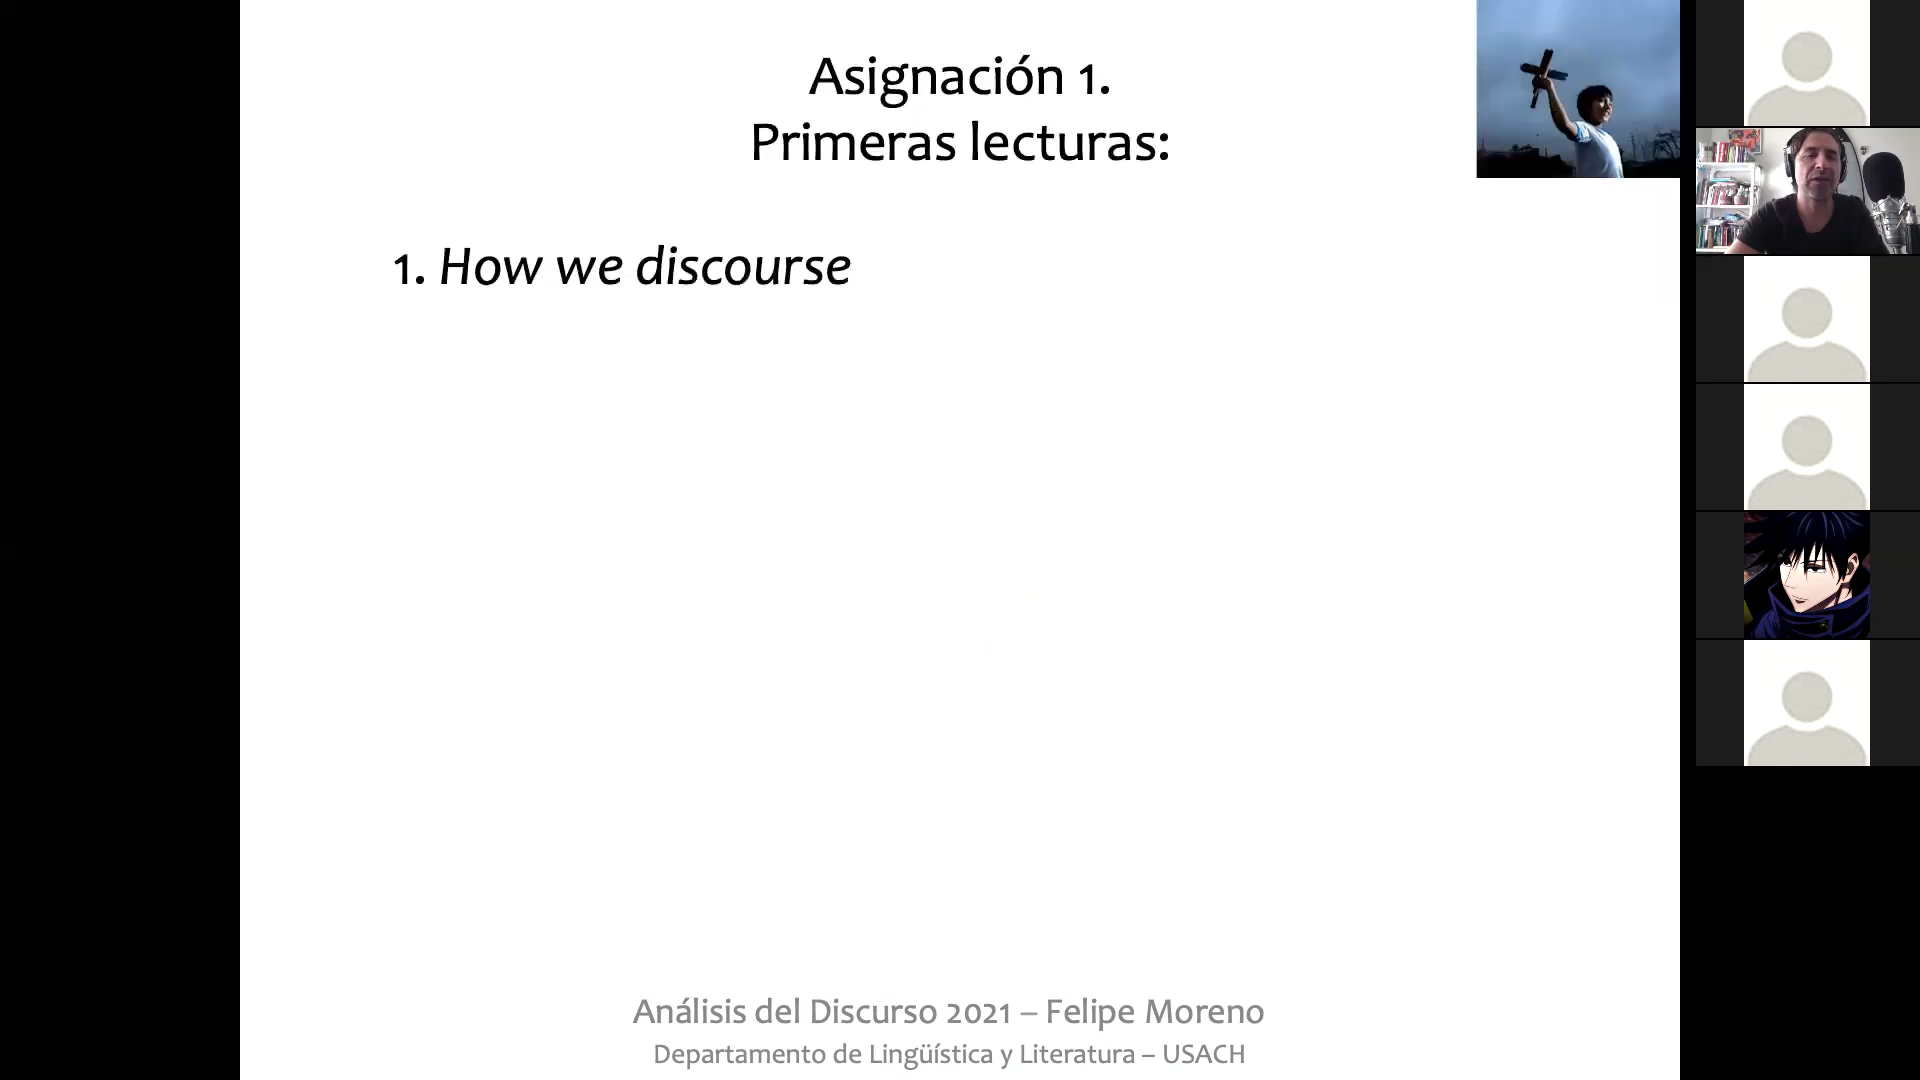 Asignación 1.
Primeras lecturas:
1. How we discourse
Análisis del Discurso 2021 – Felipe Moreno
Departamento de Lingüística y Literatura – USACH